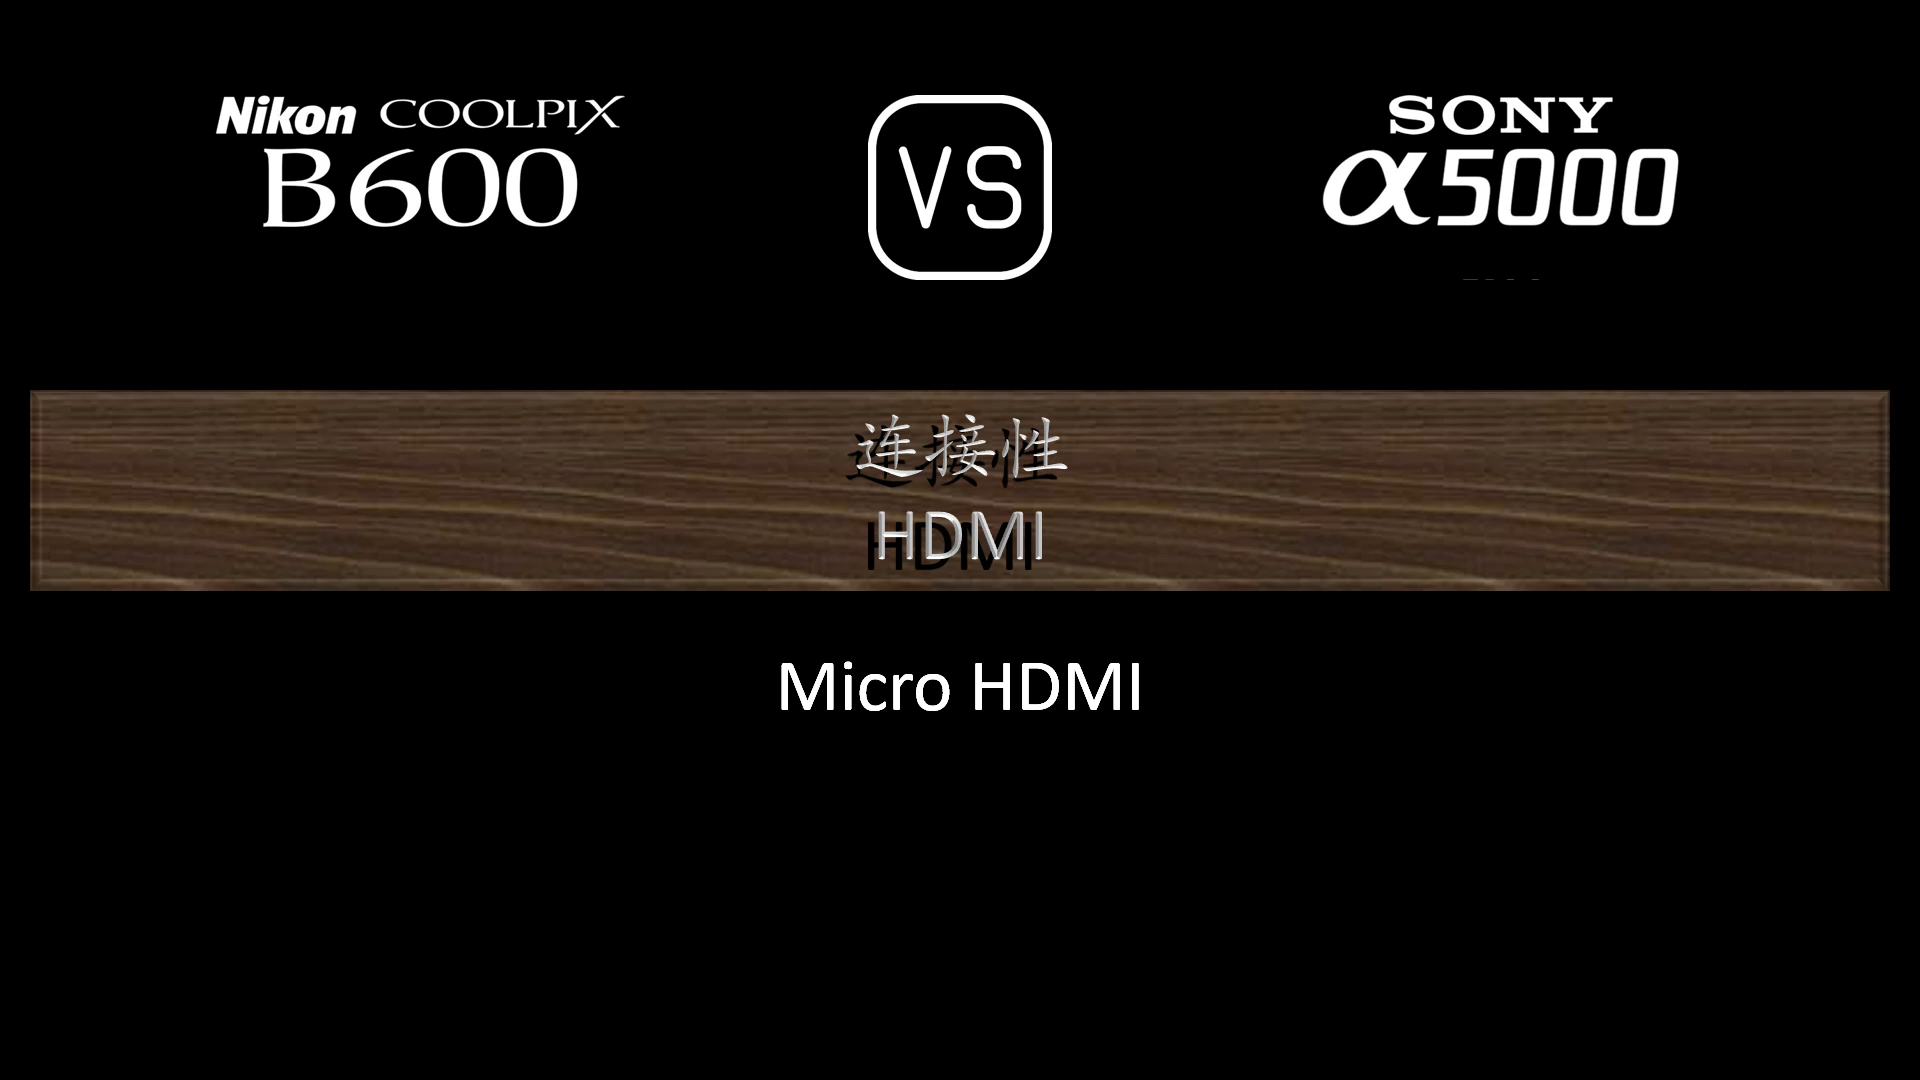 Nikon COOLPIX
B600
VS
SONY
α5000
连接性
HDMI
Micro HDMI